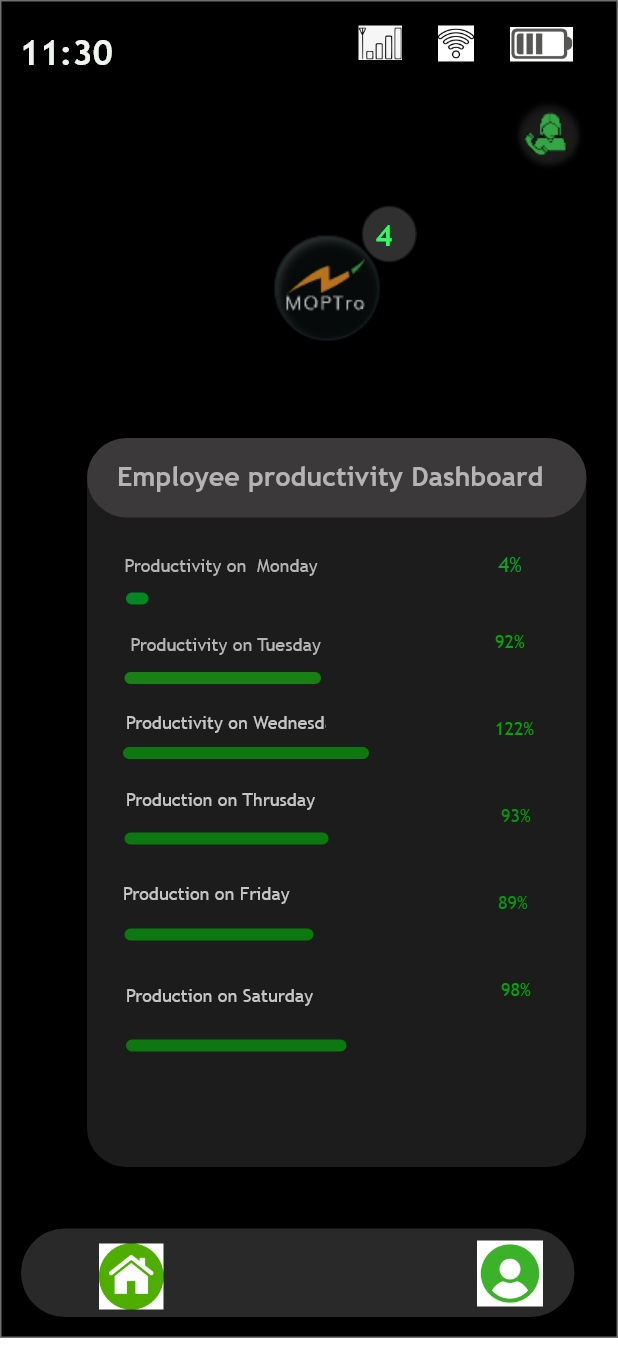 11:30
4
MOPTra
Employee productivity Dashboard
Productivity on  Monday 4%
Productivity on Tuesday 92%
Productivity on Wednesd 122%
Production on Thrusday 93%
Production on Friday 89%
Production on Saturday 98%